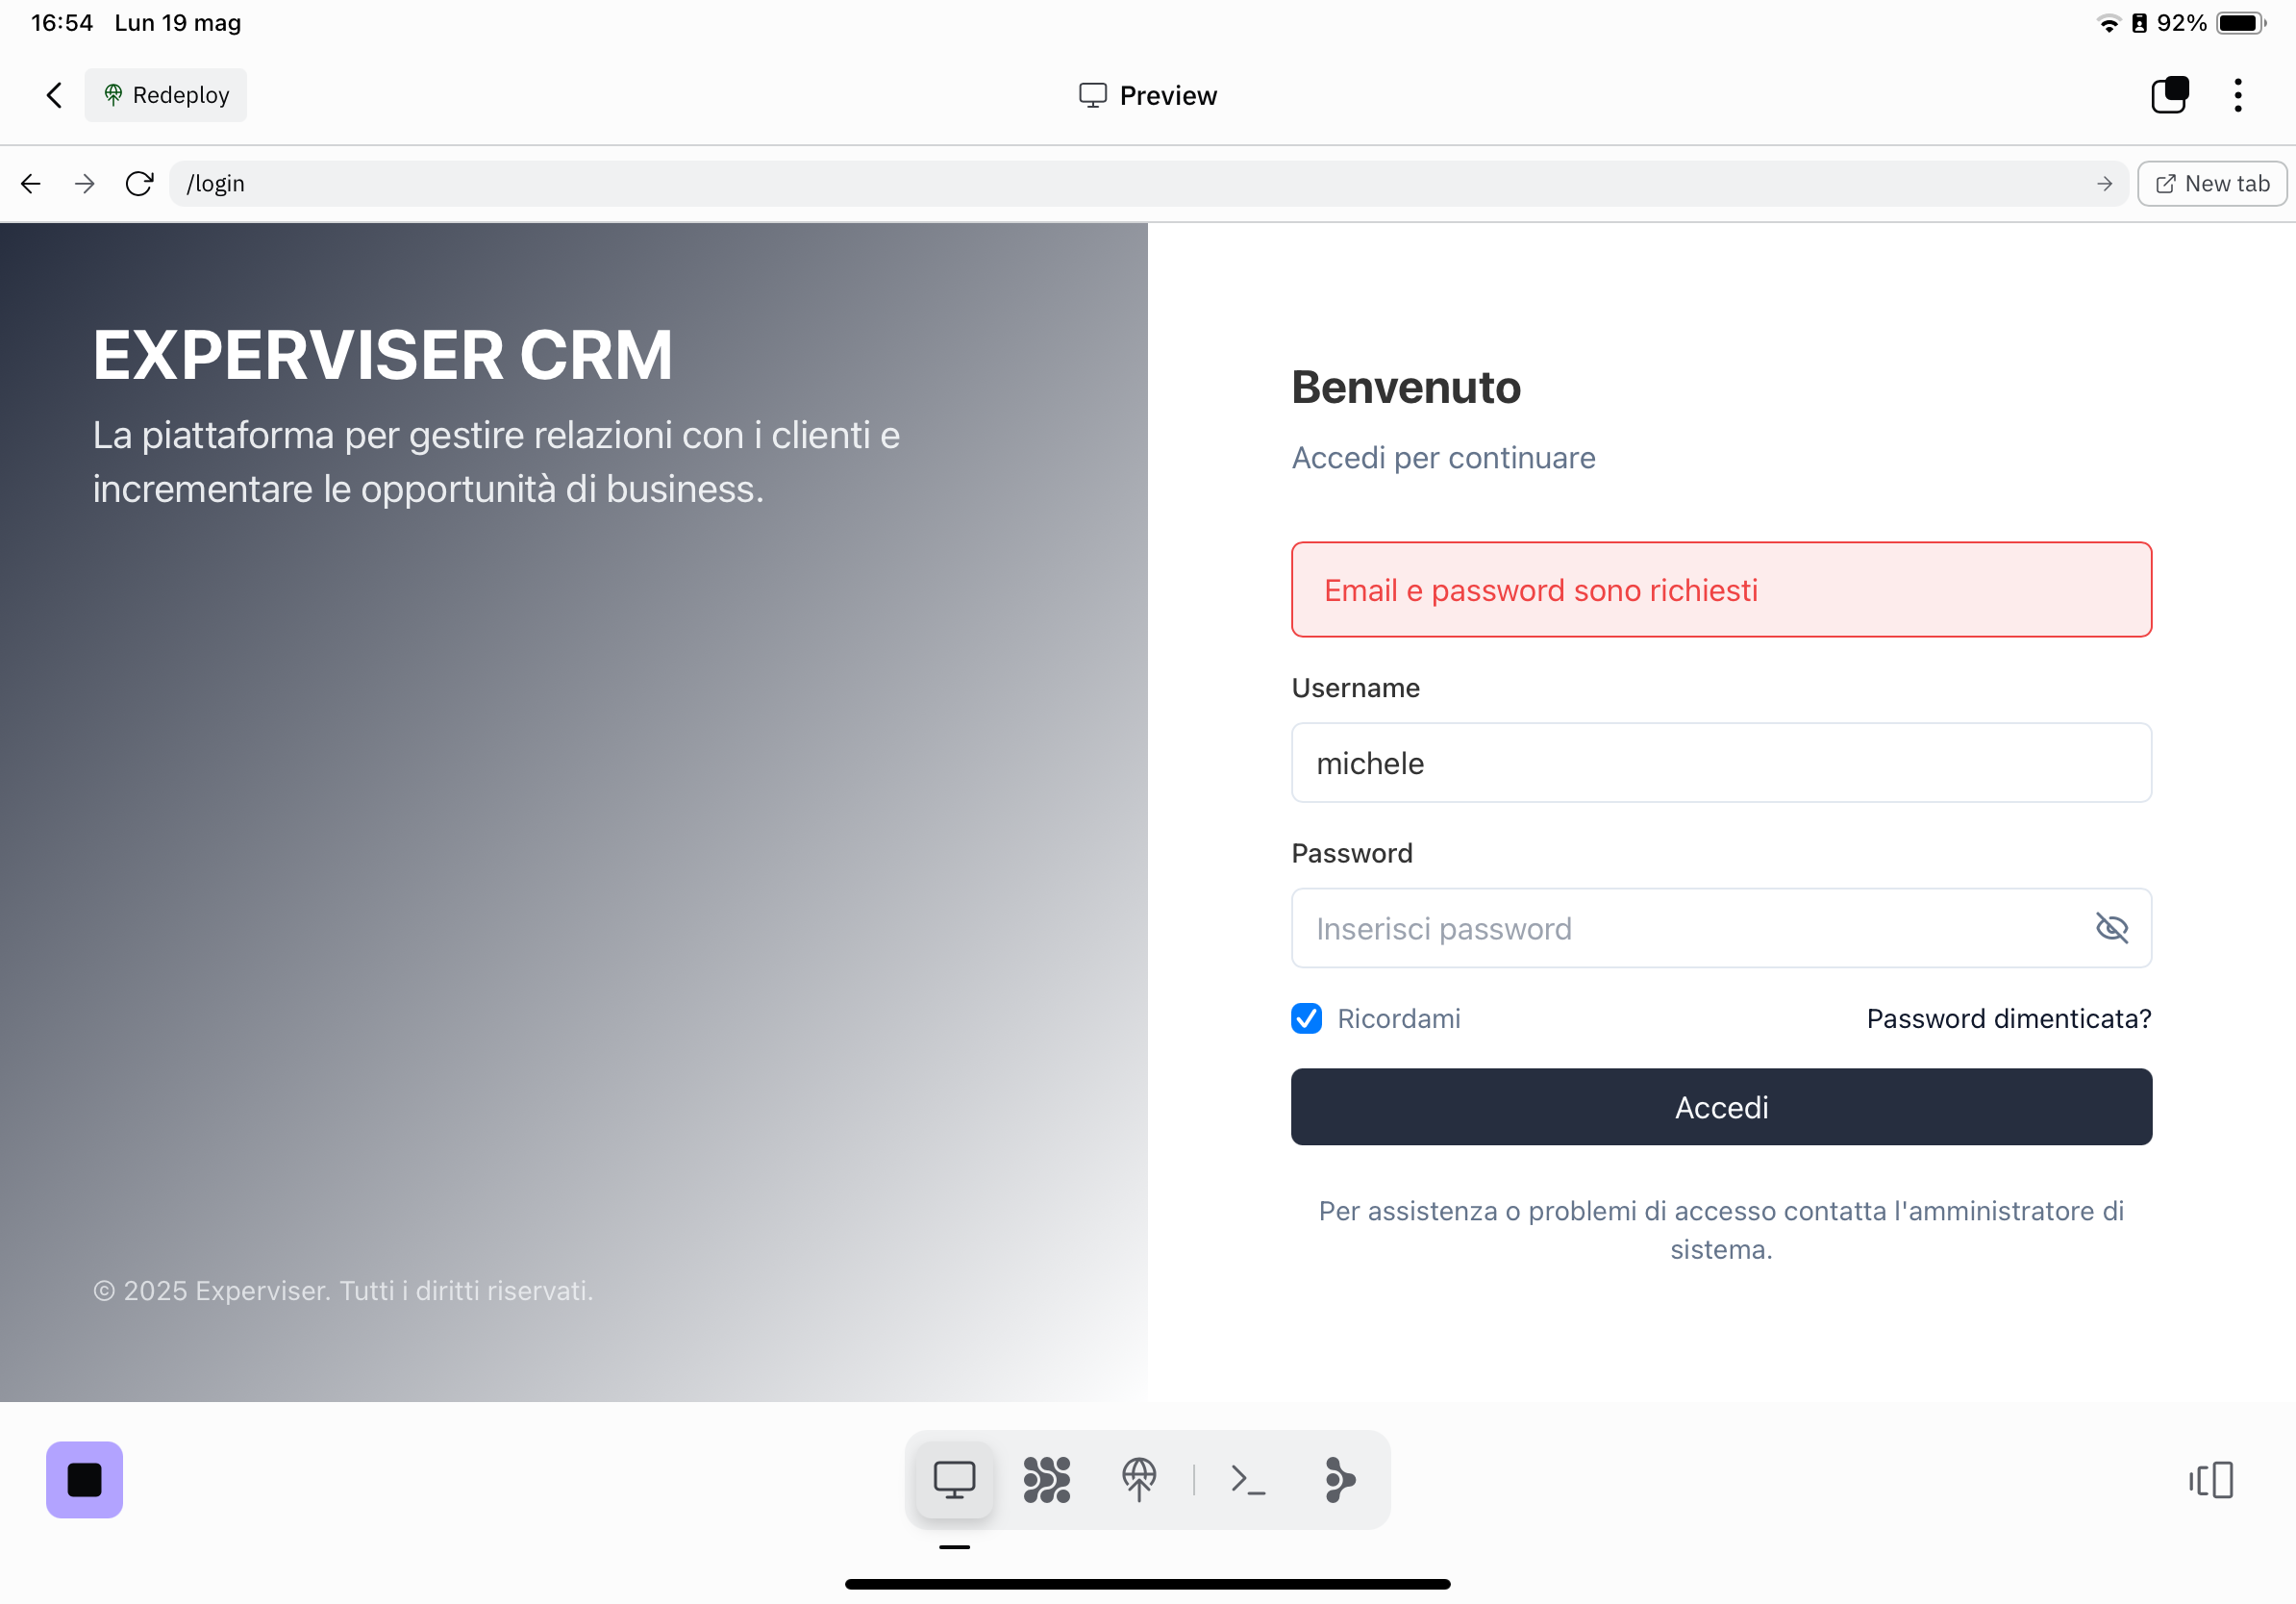 16:54 Lun 19 mag
92%
Redeploy
Preview
/login
New tab
EXPERVISER CRM
La piattaforma per gestire relazioni con i clienti e
incrementare le opportunità di business.
© 2025 Experviser. Tutti i diritti riservati.
Benvenuto
Accedi per continuare
Email e password sono richiesti
Username
michele
Password
Inserisci password
Ricordami
Password dimenticata?
Accedi
Per assistenza o problemi di accesso contatta l'amministratore di
sistema.